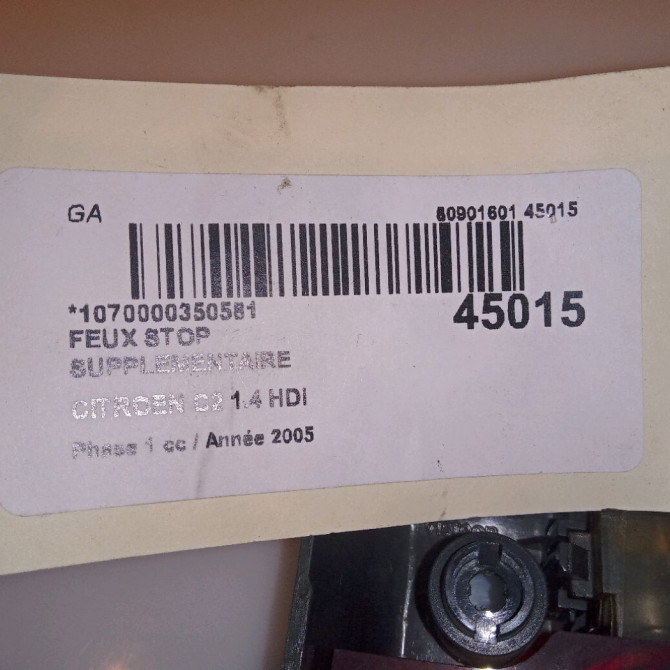 GA
80901601 45015
*1070000350581
45015
FEUX STOP
SUPPLEMENTAIRE
CITROEN C2 1.4 HDI
Phase 1 cc / Année 2005